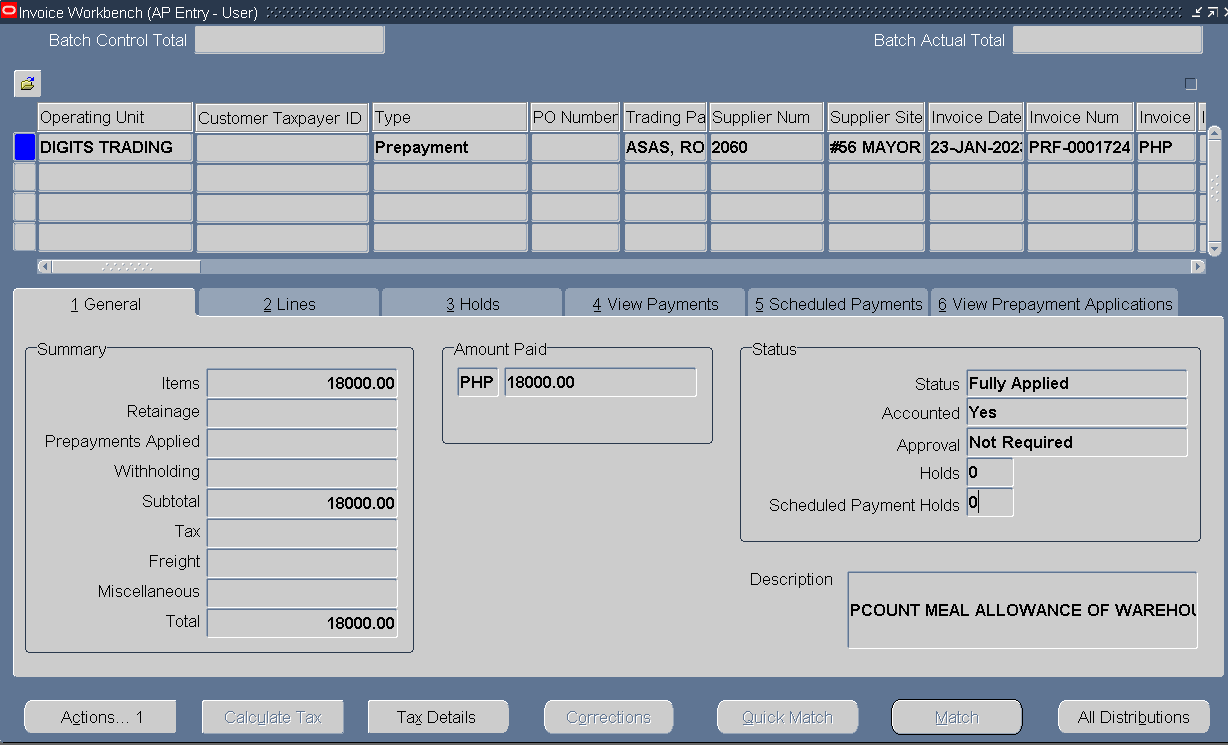 Invoice Workbench (AP Entry - User)
Batch Control Total
Batch Actual Total
Operating Unit Customer Taxpayer ID Type PO Number Trading Pa Supplier Num Supplier Site Invoice Date Invoice Num Invoice
DIGITS TRADING Prepayment ASAS, RO 2060 #56 MAYOR 23-JAN-202 PRF-0001724 PHP
1 General 2 Lines 3 Holds 4 View Payments 5 Scheduled Payments 6 View Prepayment Applications
Summary
Items 18000.00
Retainage
Prepayments Applied
Withholding
Subtotal 18000.00
Tax
Freight
Miscellaneous
Total 18000.00
Amount Paid
PHP 18000.00
Status
Status Fully Applied
Accounted Yes
Approval Not Required
Holds 0
Scheduled Payment Holds 0
Description PCOUNT MEAL ALLOWANCE OF WAREHOU
Actions... 1 Calculate Tax Tax Details Corrections Quick Match Match All Distributions